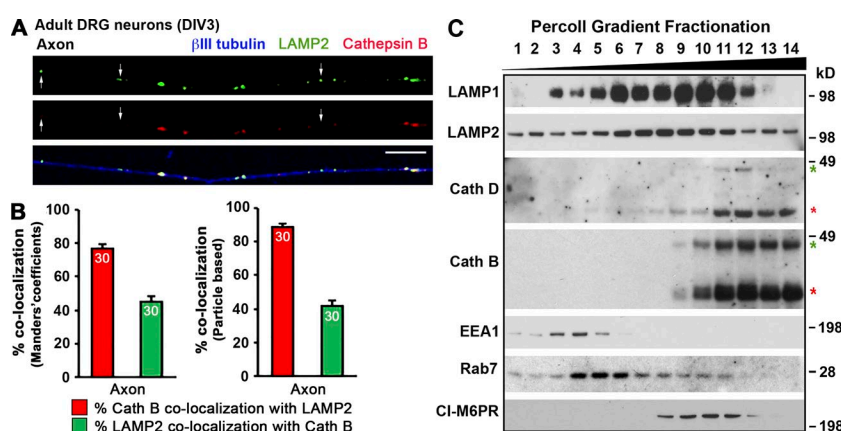 Adult DRG neurons (DIV3)
A
Axon βIII tubulin LAMP2 Cathepsin B
B
% co-localization
(Manders' coefficients)
100
80
60
40
20
0
30
30
Axon
% co-localization
(Particle based)
100
80
60
40
20
0
30
30
Axon
% Cath B co-localization with LAMP2
% LAMP2 co-localization with Cath B
C
Percoll Gradient Fractionation
1 2 3 4 5 6 7 8 9 10 11 12 13 14
kD
LAMP1
- 98
LAMP2
- 98
Cath D
- 49
*
*
Cath B
- 49
*
*
EEA1
- 198
Rab7
- 28
CI-M6PR
- 198